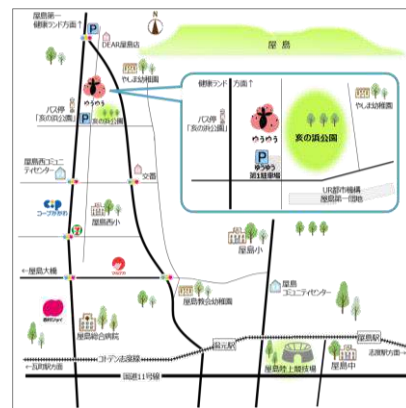 屋島第一
健康ランド方面↑
P
DEAR屋島店
N
屋島
やしま幼稚園
ゆうゆう
バス停
「亥の浜公園」
P
亥の浜公園
健康ランド 方面↑
やしま幼稚園
バス停
「亥の浜公園」
ゆうゆう
亥の浜公園
P
ゆうゆう
第1駐車場
UR都市機構
屋島第一団地
屋島西コミュニ
ティセンター
交番
コープかがわ
屋島西小
屋島小
←屋島大橋
屋島
コミュニティセンター
屋島教会幼稚園
屋島総合病院
潟元駅
屋島駅
コトデン志度線
←瓦町駅方面
志度駅方面→
屋島陸上競技場
屋島中
国道11号線